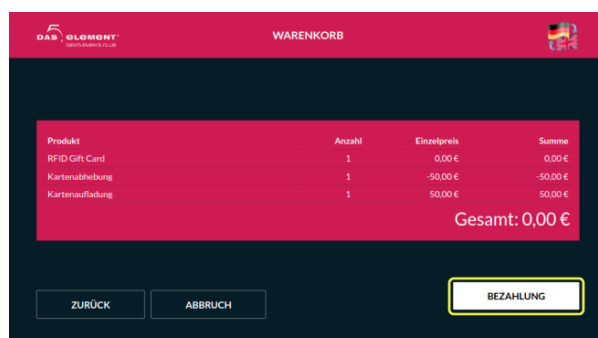 DAS 5. element
GENTLEMEN'S CLUB
WARENKORB
Produkt Anzahl Einzelpreis Summe
RFID Gift Card 1 0,00 € 0,00 €
Kartenabhebung 1 -50,00 € -50,00 €
Kartenaufladung 1 50,00 € 50,00 €
Gesamt: 0,00 €
ZURÜCK ABBRUCH BEZAHLUNG